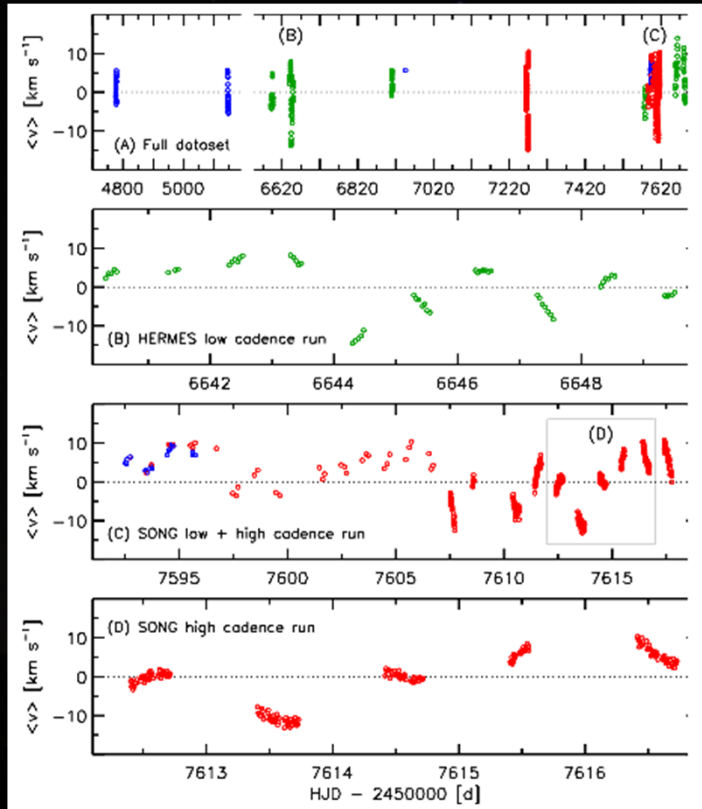 (B) (C)
<v> [km s⁻¹]
10
0
−10
(A) Full dataset
4800 5000 6620 6820 7020 7220 7420 7620
<v> [km s⁻¹]
10
0
−10
(B) HERMES low cadence run
6642 6644 6646 6648
<v> [km s⁻¹]
10
0
−10
(D)
(C) SONG low + high cadence run
7595 7600 7605 7610 7615
<v> [km s⁻¹]
(D) SONG high cadence run
10
0
−10
7613 7614 7615 7616
HJD − 2450000 [d]